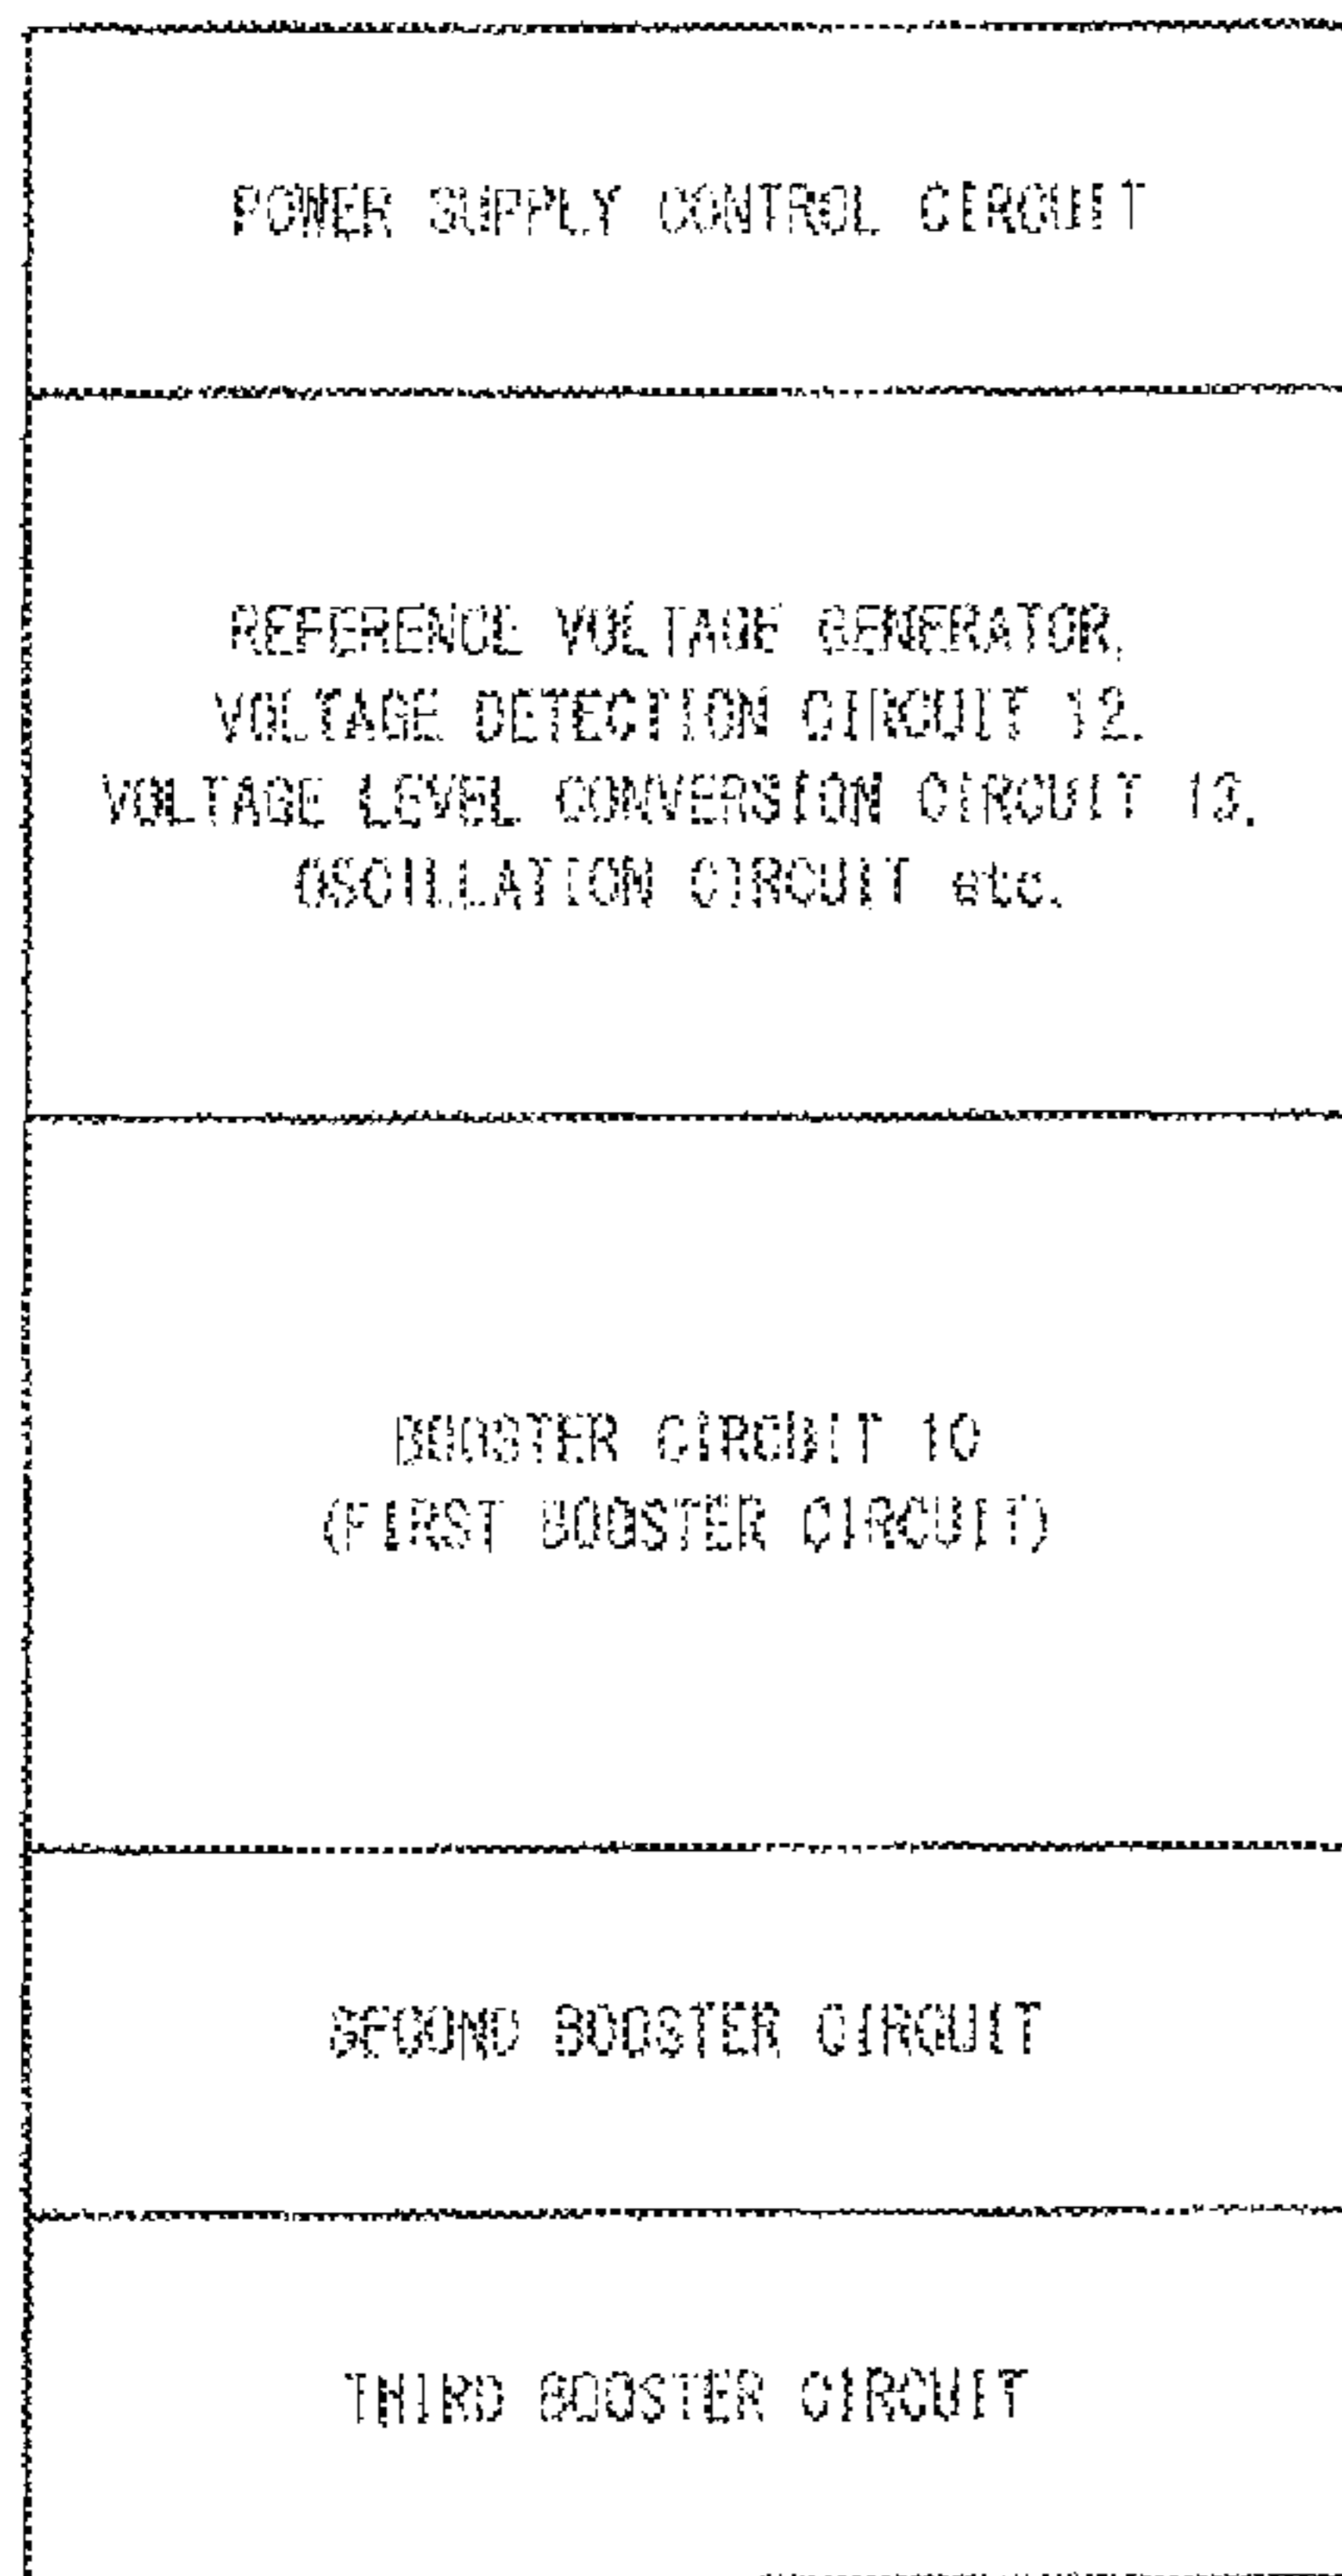 POWER SUPPLY CONTROL CIRCUIT
REFERENCE VOLTAGE GENERATOR,
VOLTAGE DETECTION CIRCUIT 12.
VOLTAGE LEVEL CONVERSION CIRCUIT 13.
OSCILLATION CIRCUIT etc.
BOOSTER CIRCUIT 10
(FIRST BOOSTER CIRCUIT)
SECOND BOOSTER CIRCUIT
THIRD BOOSTER CIRCUIT